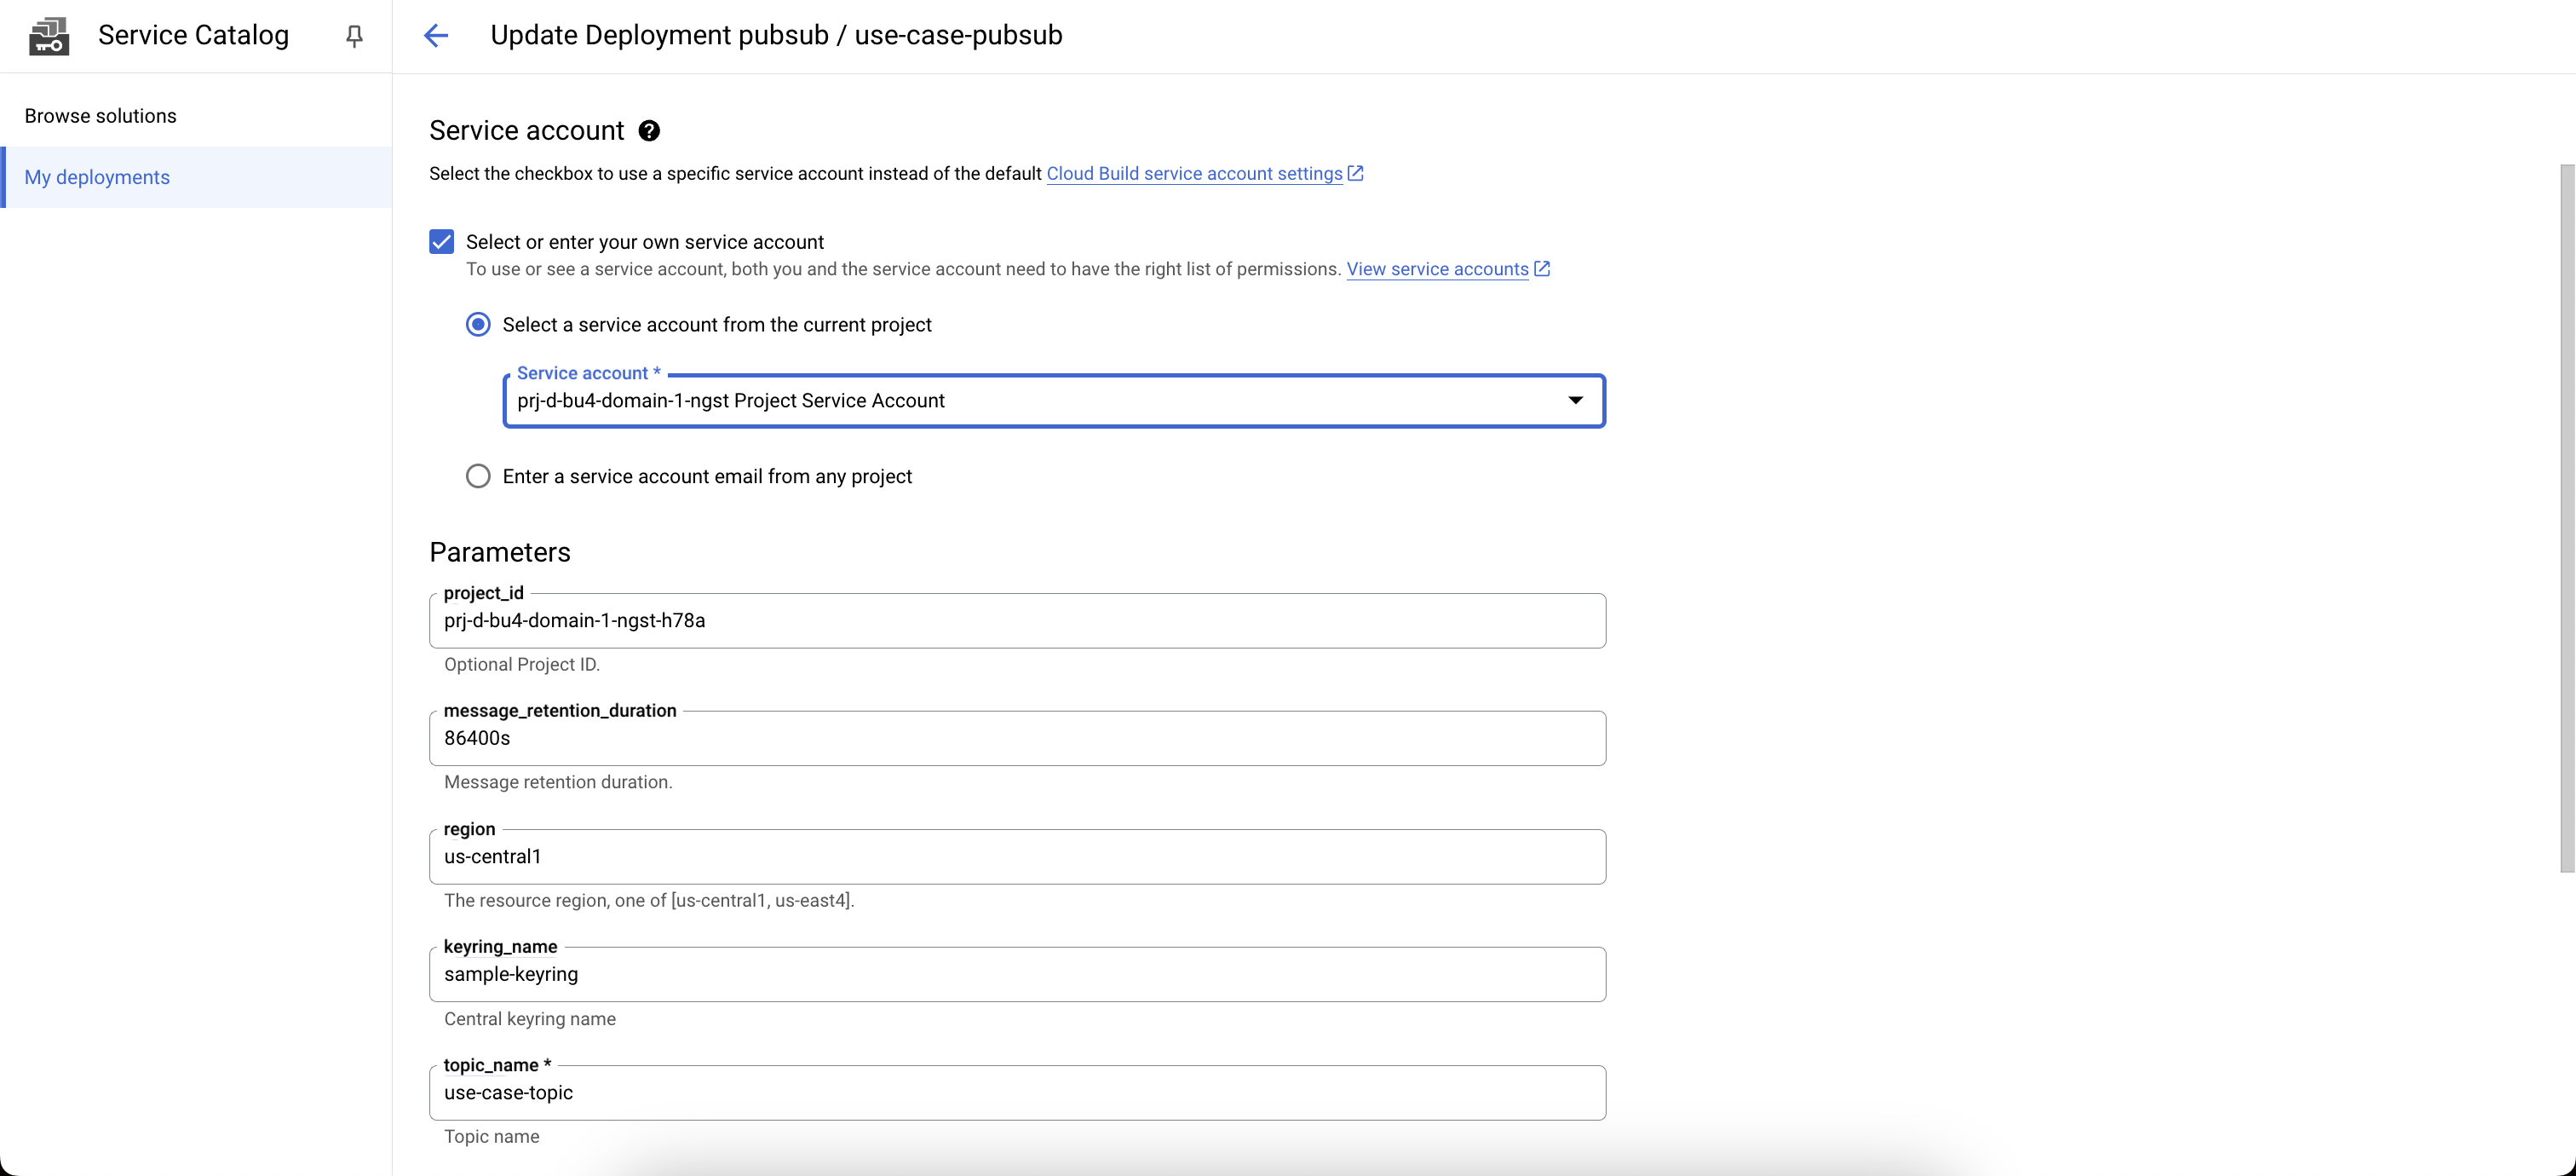 Service Catalog
Update Deployment pubsub / use-case-pubsub
Browse solutions
My deployments
Service account
Select the checkbox to use a specific service account instead of the default Cloud Build service account settings
Select or enter your own service account
To use or see a service account, both you and the service account need to have the right list of permissions. View service accounts
Select a service account from the current project
Service account *
prj-d-bu4-domain-1-ngst Project Service Account
Enter a service account email from any project
Parameters
project_id
prj-d-bu4-domain-1-ngst-h78a
Optional Project ID.
message_retention_duration
86400s
Message retention duration.
region
us-central1
The resource region, one of [us-central1, us-east4].
keyring_name
sample-keyring
Central keyring name
topic_name *
use-case-topic
Topic name